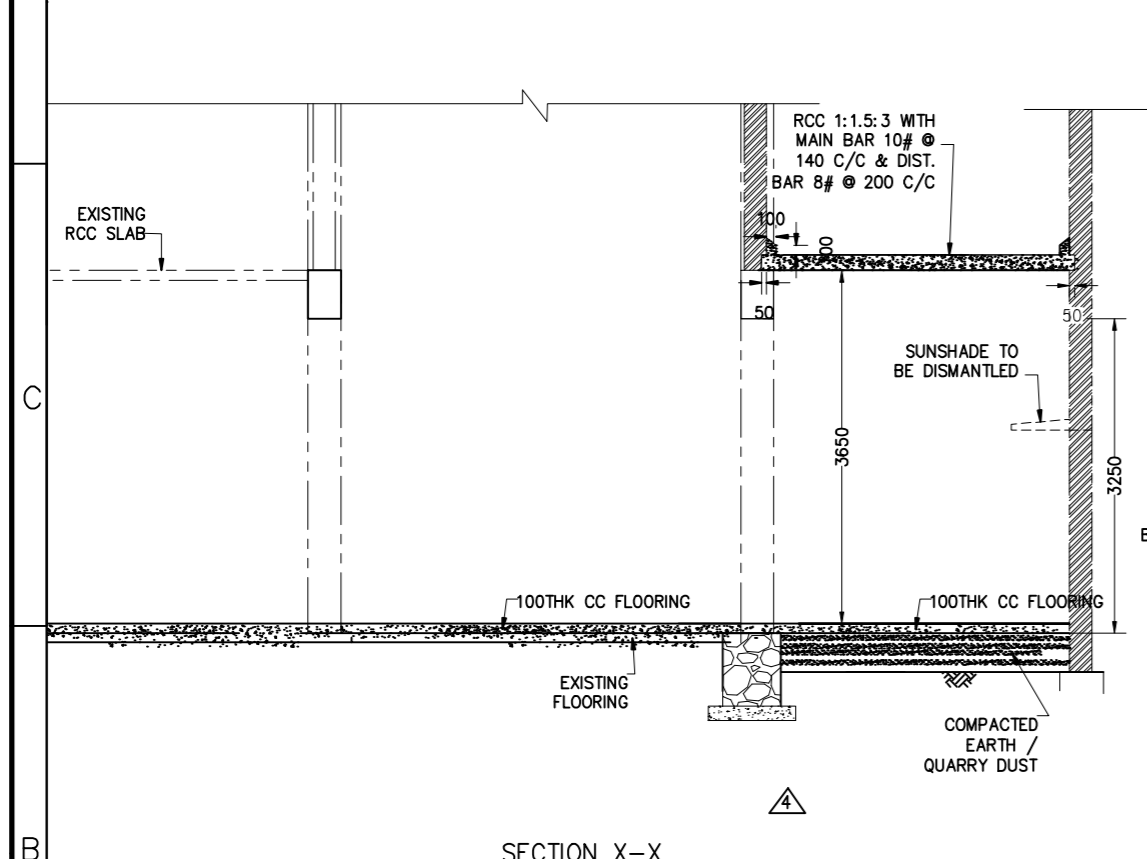 RCC 1:1.5:3 WITH
MAIN BAR 10# @
140 C/C & DIST.
BAR 8# @ 200 C/C
EXISTING
RCC SLAB
100
50
50
SUNSHADE TO
BE DISMANTLED
C
3650
3250
100THK CC FLOORING
100THK CC FLOORING
EXISTING
FLOORING
COMPACTED
EARTH /
QUARRY DUST
4
B
SECTION X-X